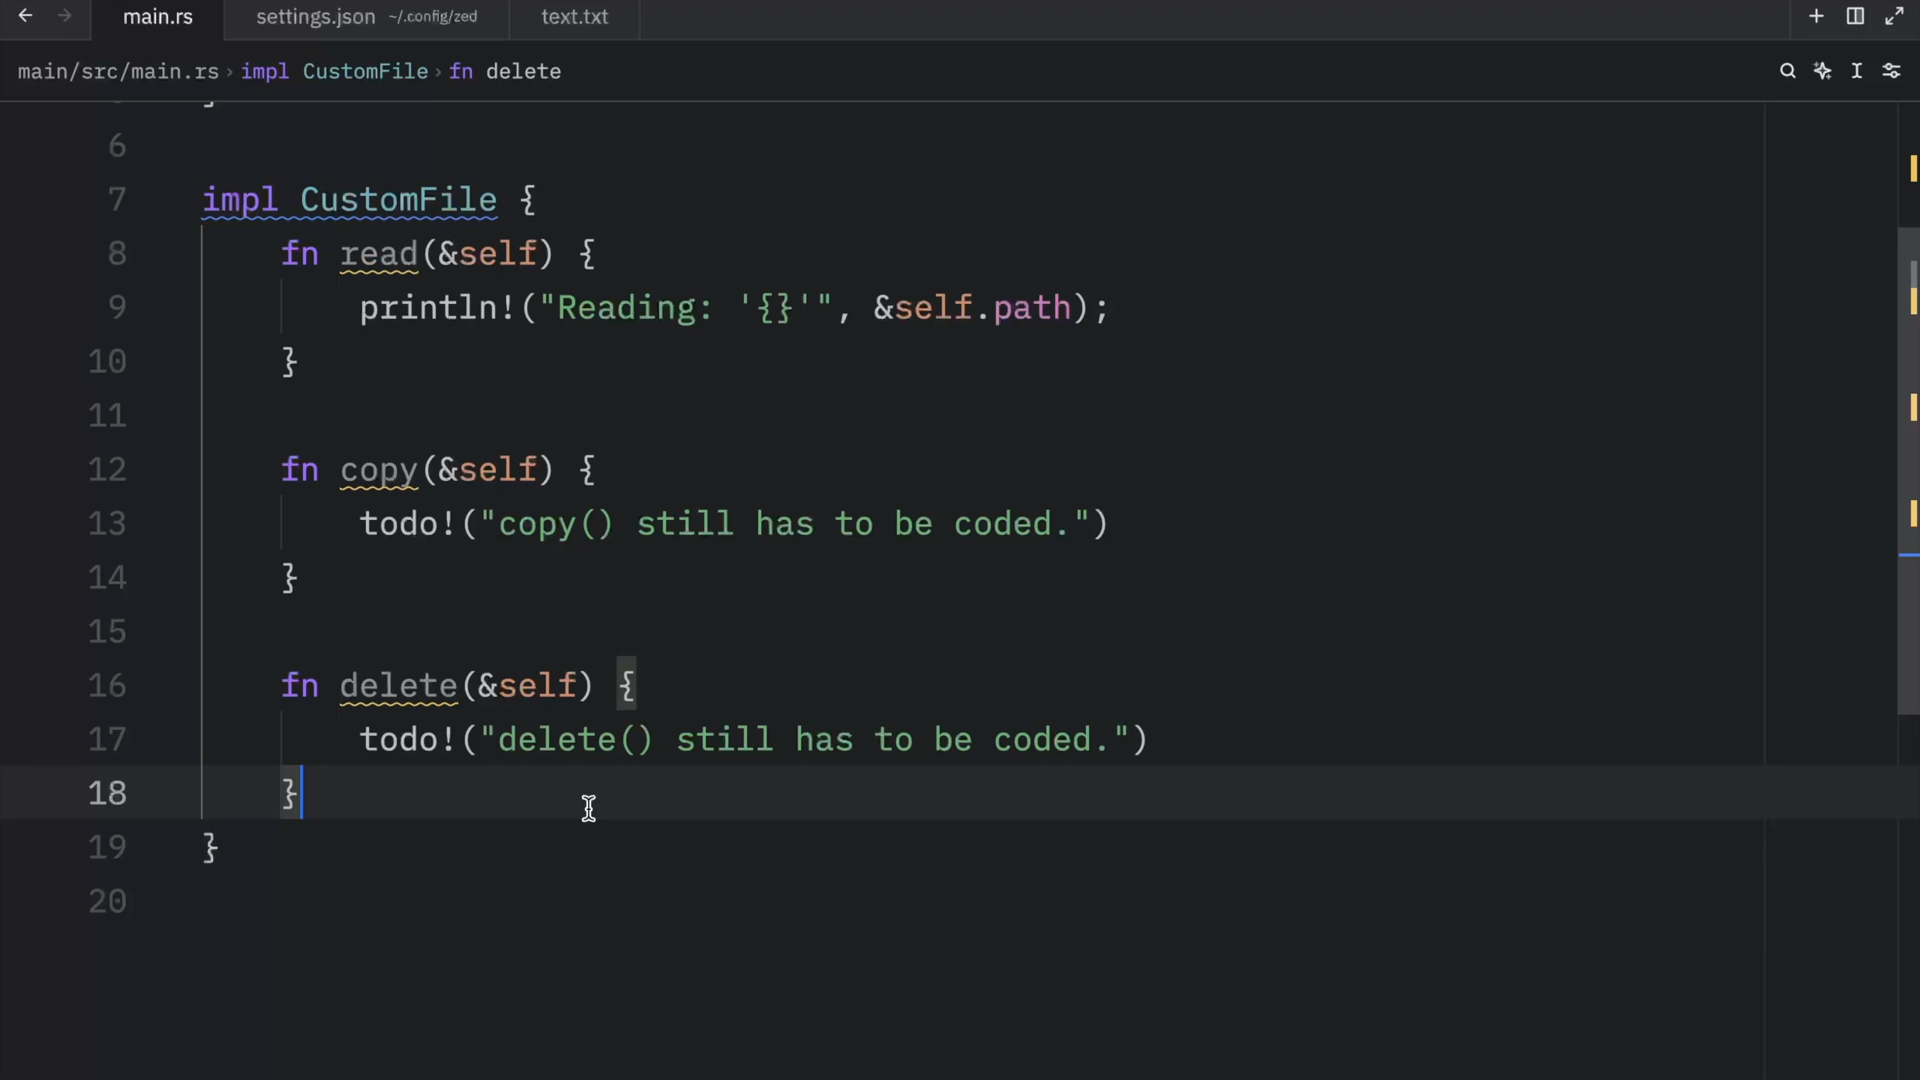 main.rs settings.json ~/.config/zed text.txt
main/src/main.rs › impl CustomFile › fn delete
6
7 impl CustomFile {
8     fn read(&self) {
9         println!("Reading: '{}'", &self.path);
10     }
11
12     fn copy(&self) {
13         todo!("copy() still has to be coded.")
14     }
15
16     fn delete(&self) {
17         todo!("delete() still has to be coded.")
18     }
19 }
20